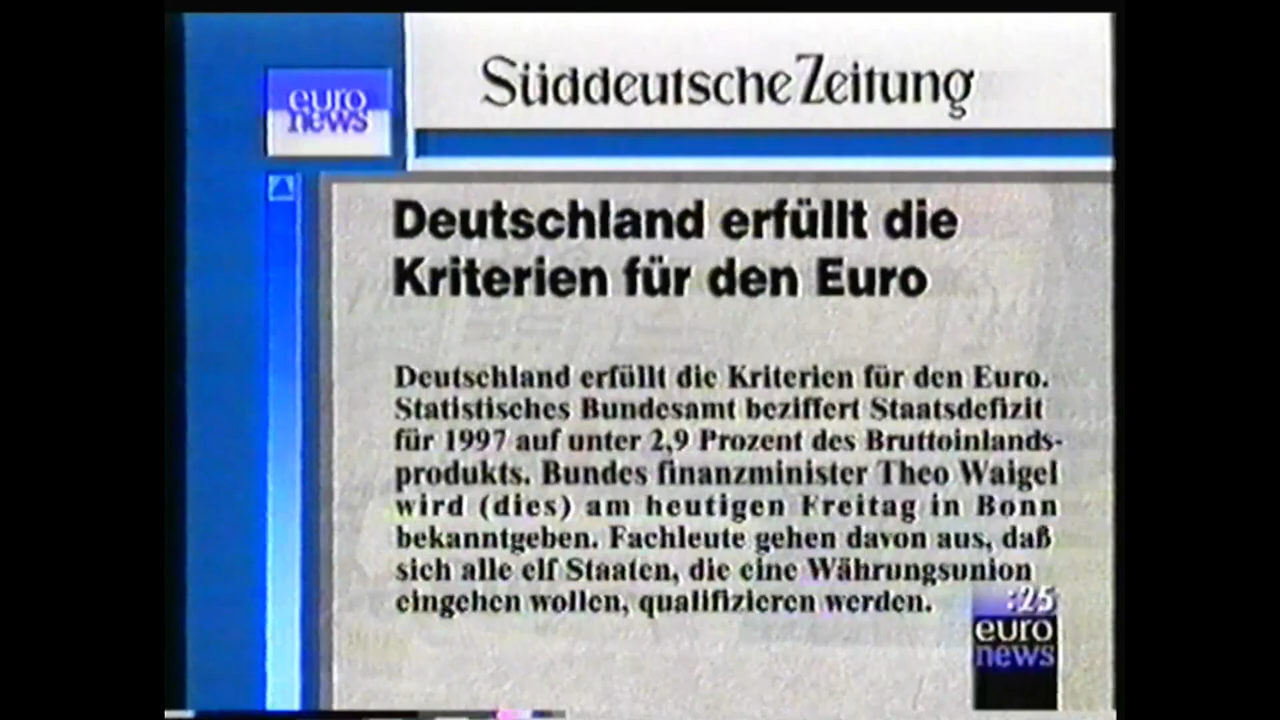 euro
news
Süddeutsche Zeitung
Deutschland erfüllt die
Kriterien für den Euro
Deutschland erfüllt die Kriterien für den Euro.
Statistisches Bundesamt beziffert Staatsdefizit
für 1997 auf unter 2,9 Prozent des Bruttoinlands-
produkts. Bundes finanzminister Theo Waigel
wird (dies) am heutigen Freitag in Bonn
bekanntgeben. Fachleute gehen davon aus, daß
sich alle elf Staaten, die eine Währungsunion
eingehen wollen, qualifizieren werden.
:25
euro
news